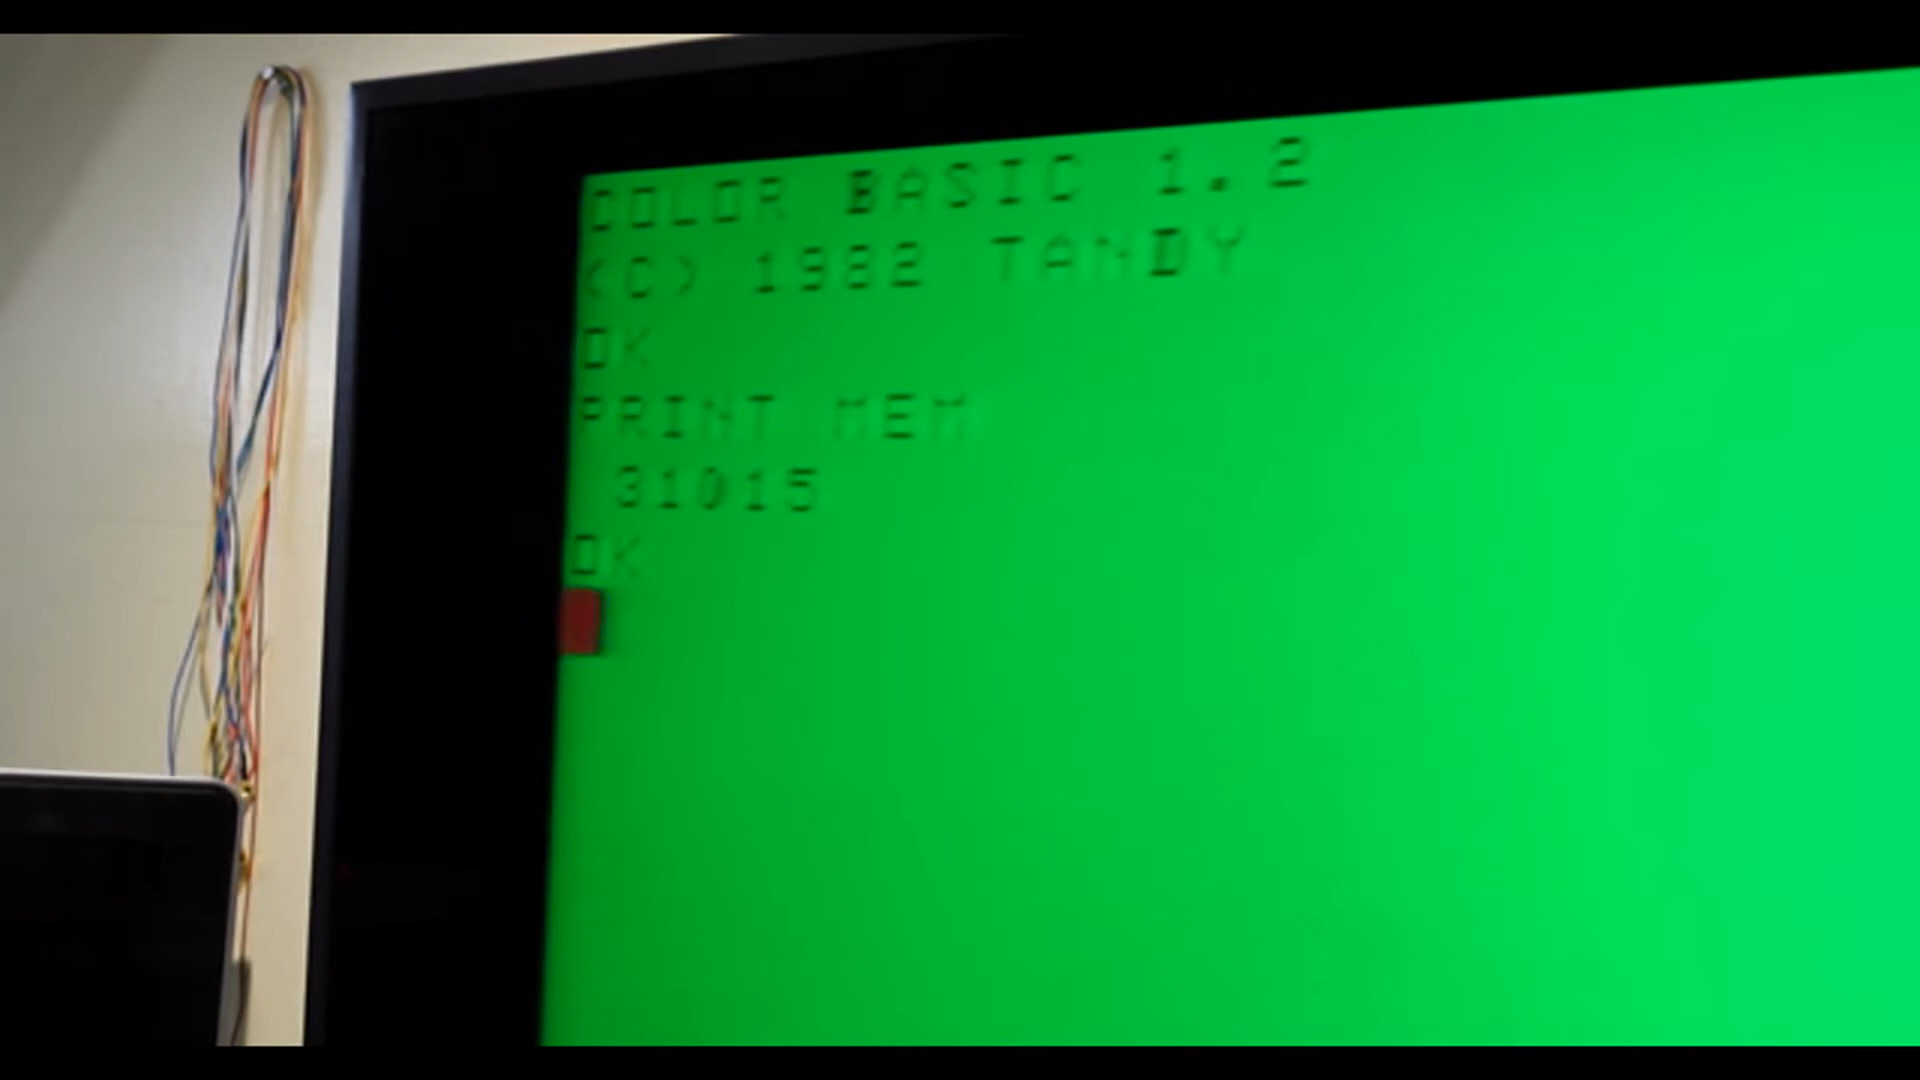 COLOR BASIC 1.2
(C) 1982 TANDY
OK
PRINT MEM
31015
OK